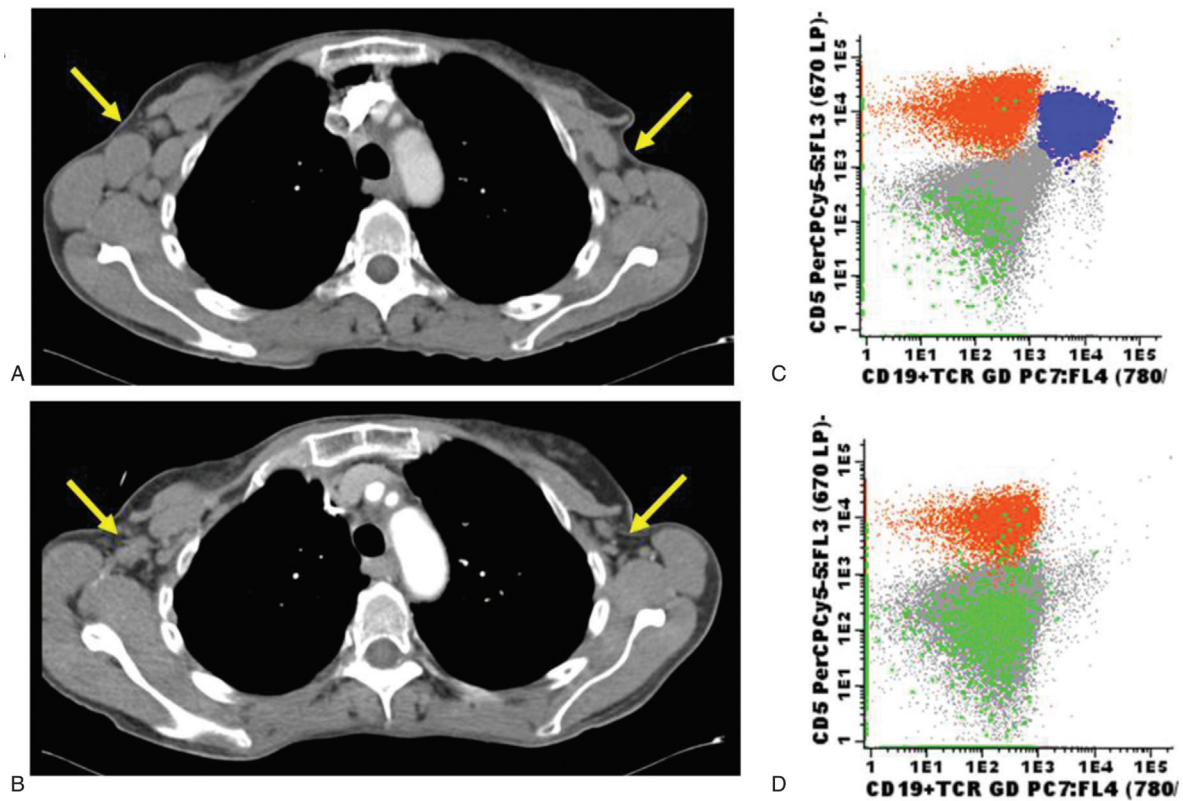 A
B
C
CD5 PerCPCy5-5:FL3 (670 LP)-
1E5
1E4
1E3
1E2
1E1
1
1 1E1 1E2 1E3 1E4 1E5
CD19+TCR GD PC7:FL4 (780/
D
CD5 PerCPCy5-5:FL3 (670 LP)-
1E5
1E4
1E3
1E2
1E1
1
1 1E1 1E2 1E3 1E4 1E5
CD19+TCR GD PC7:FL4 (780/